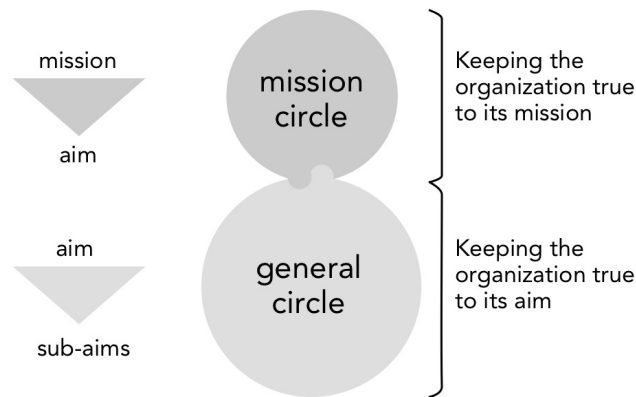 mission
aim
mission
circle
Keeping the
organization true
to its mission
aim
sub-aims
general
circle
Keeping the
organization true
to its aim